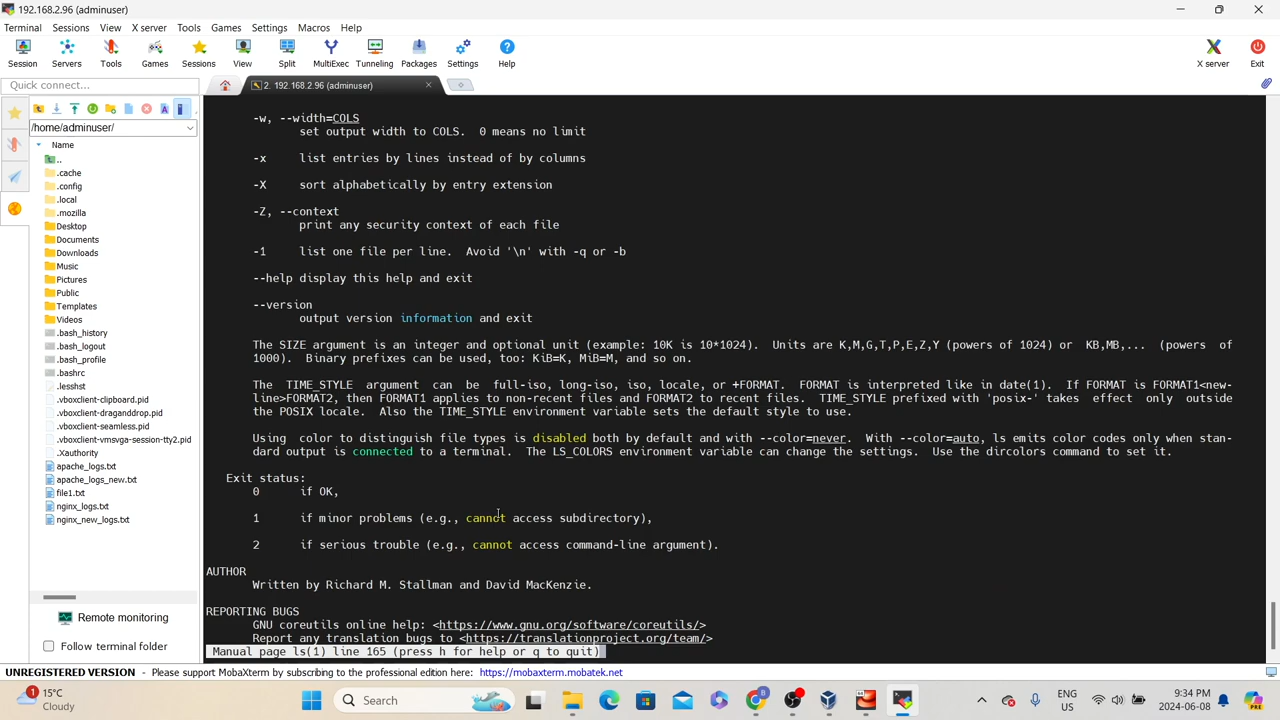 192.168.2.96 (adminuser)
Terminal Sessions View X server Tools Games Settings Macros Help
Session Servers Tools Games Sessions View Split MultiExec Tunneling Packages Settings Help X server Exit
Quick connect...
2. 192.168.2.96 (adminuser)
/home/adminuser/
Name
..
.cache
.config
.local
.mozilla
Desktop
Documents
Downloads
Music
Pictures
Public
Templates
Videos
.bash_history
.bash_logout
.bash_profile
.bashrc
.lesshst
.vboxclient-clipboard.pid
.vboxclient-draganddrop.pid
.vboxclient-seamless.pid
.vboxclient-vmsvga-session-tty2.pid
.Xauthority
apache_logs.txt
apache_logs_new.txt
file1.txt
nginx_logs.txt
nginx_new_logs.txt
Remote monitoring
Follow terminal folder
-w, --width=COLS
set output width to COLS. 0 means no limit
-x list entries by lines instead of by columns
-X sort alphabetically by entry extension
-Z, --context
print any security context of each file
-1 list one file per line. Avoid '\n' with -q or -b
--help display this help and exit
--version
output version information and exit
The SIZE argument is an integer and optional unit (example: 10K is 10*1024). Units are K,M,G,T,P,E,Z,Y (powers of 1024) or KB,MB,... (powers of
1000). Binary prefixes can be used, too: KiB=K, MiB=M, and so on.
The TIME_STYLE argument can be full-iso, long-iso, iso, locale, or +FORMAT. FORMAT is interpreted like in date(1). If FORMAT is FORMAT1<new‐
line>FORMAT2, then FORMAT1 applies to non-recent files and FORMAT2 to recent files. TIME_STYLE prefixed with 'posix-' takes effect only outside
the POSIX locale. Also the TIME_STYLE environment variable sets the default style to use.
Using color to distinguish file types is disabled both by default and with --color=never. With --color=auto, ls emits color codes only when stan‐
dard output is connected to a terminal. The LS_COLORS environment variable can change the settings. Use the dircolors command to set it.
Exit status:
0 if OK,
1 if minor problems (e.g., cannot access subdirectory),
2 if serious trouble (e.g., cannot access command-line argument).
AUTHOR
Written by Richard M. Stallman and David MacKenzie.
REPORTING BUGS
GNU coreutils online help: <https://www.gnu.org/software/coreutils/>
Report any translation bugs to <https://translationproject.org/team/>
Manual page ls(1) line 165 (press h for help or q to quit)
UNREGISTERED VERSION - Please support MobaXterm by subscribing to the professional edition here: https://mobaxterm.mobatek.net
15°C
Cloudy
Search
ENG
CANS
9:34 PM
2024-06-08